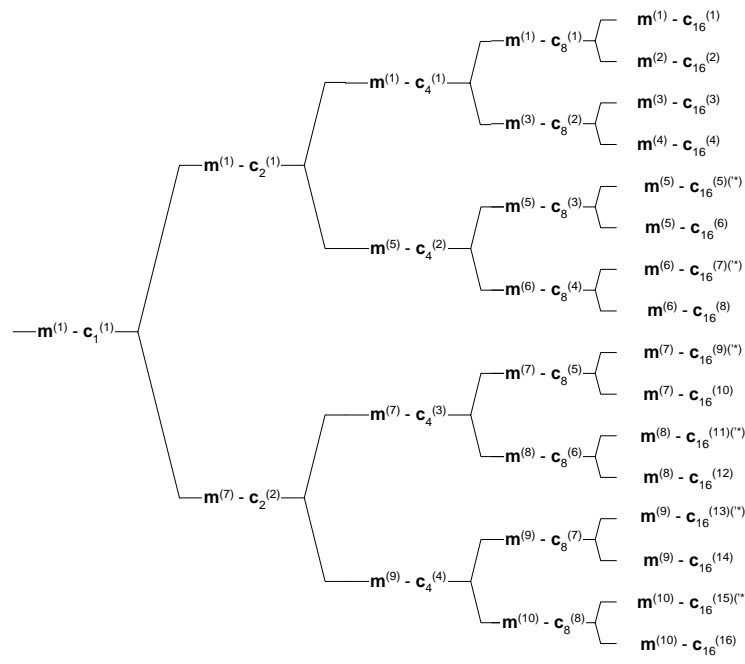 m(1) - c16(1)
m(1) - c8(1)
m(2) - c16(2)
m(1) - c4(1)
m(3) - c16(3)
m(3) - c8(2)
m(4) - c16(4)
m(1) - c2(1)
m(5) - c16(5)('*)
m(5) - c8(3)
m(5) - c16(6)
m(5) - c4(2)
m(6) - c16(7)('*)
m(6) - c8(4)
m(6) - c16(8)
m(1) - c1(1)
m(7) - c16(9)('*)
m(7) - c8(5)
m(7) - c16(10)
m(7) - c4(3)
m(8) - c16(11)('*)
m(8) - c8(6)
m(8) - c16(12)
m(7) - c2(2)
m(9) - c16(13)('*)
m(9) - c8(7)
m(9) - c16(14)
m(9) - c4(4)
m(10) - c16(15)('*
m(10) - c8(8)
m(10) - c16(16)